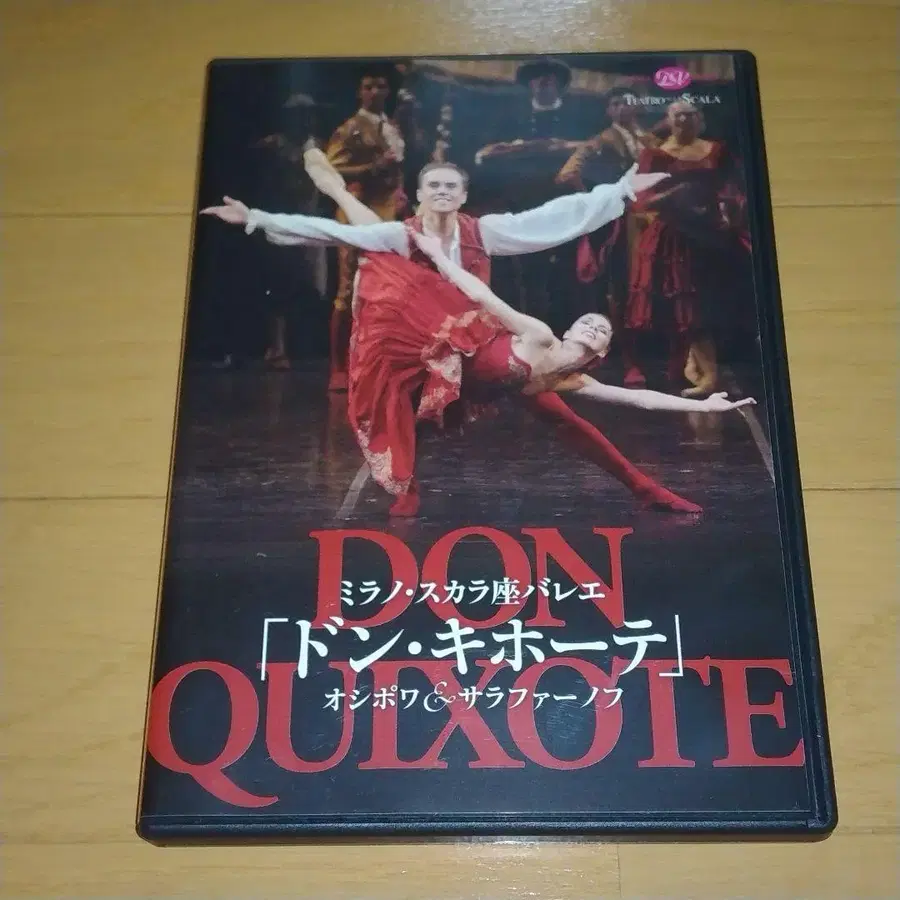 TEATRO ALLA SCALA
DON
ミラノ・スカラ座バレエ
「ドン・キホーテ」
QUIXOTE
オシポワ&サラファーノフ